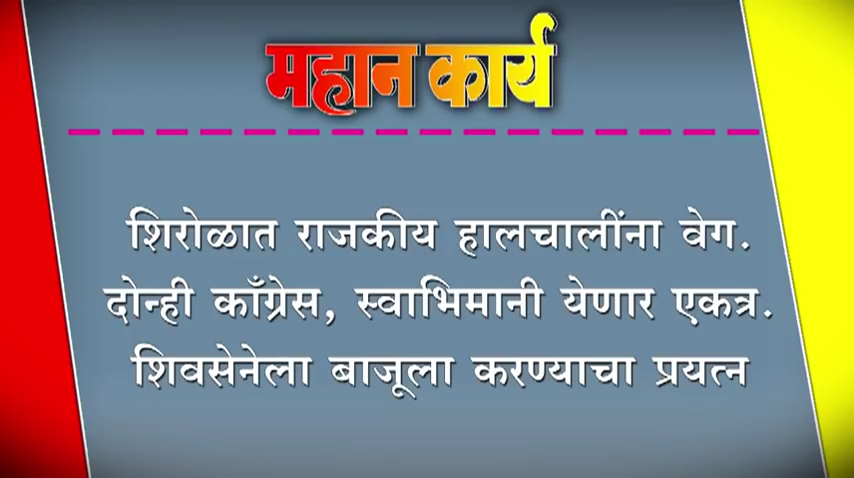 महान कार्य
शिरोळात राजकीय हालचालींना वेग.
दोन्ही काँग्रेस, स्वाभिमानी येणार एकत्र.
शिवसेनेला बाजूला करण्याचा प्रयत्न